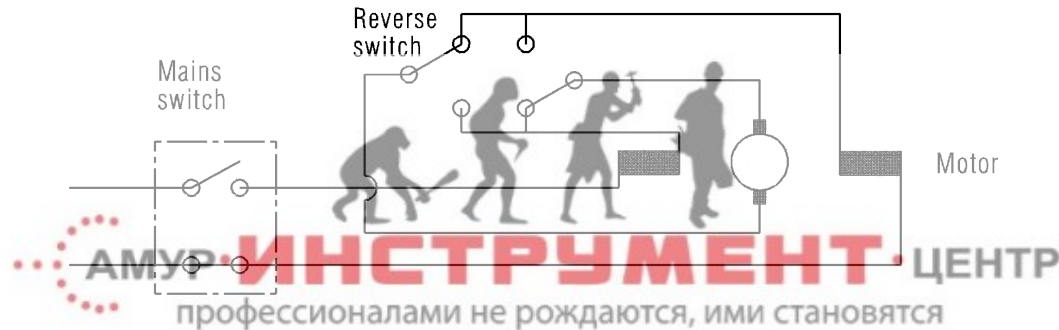 Reverse
switch
Mains
switch
Motor
АМУР ИНСТРУМЕНТ ЦЕНТР
профессионалами не рождаются, ими становятся